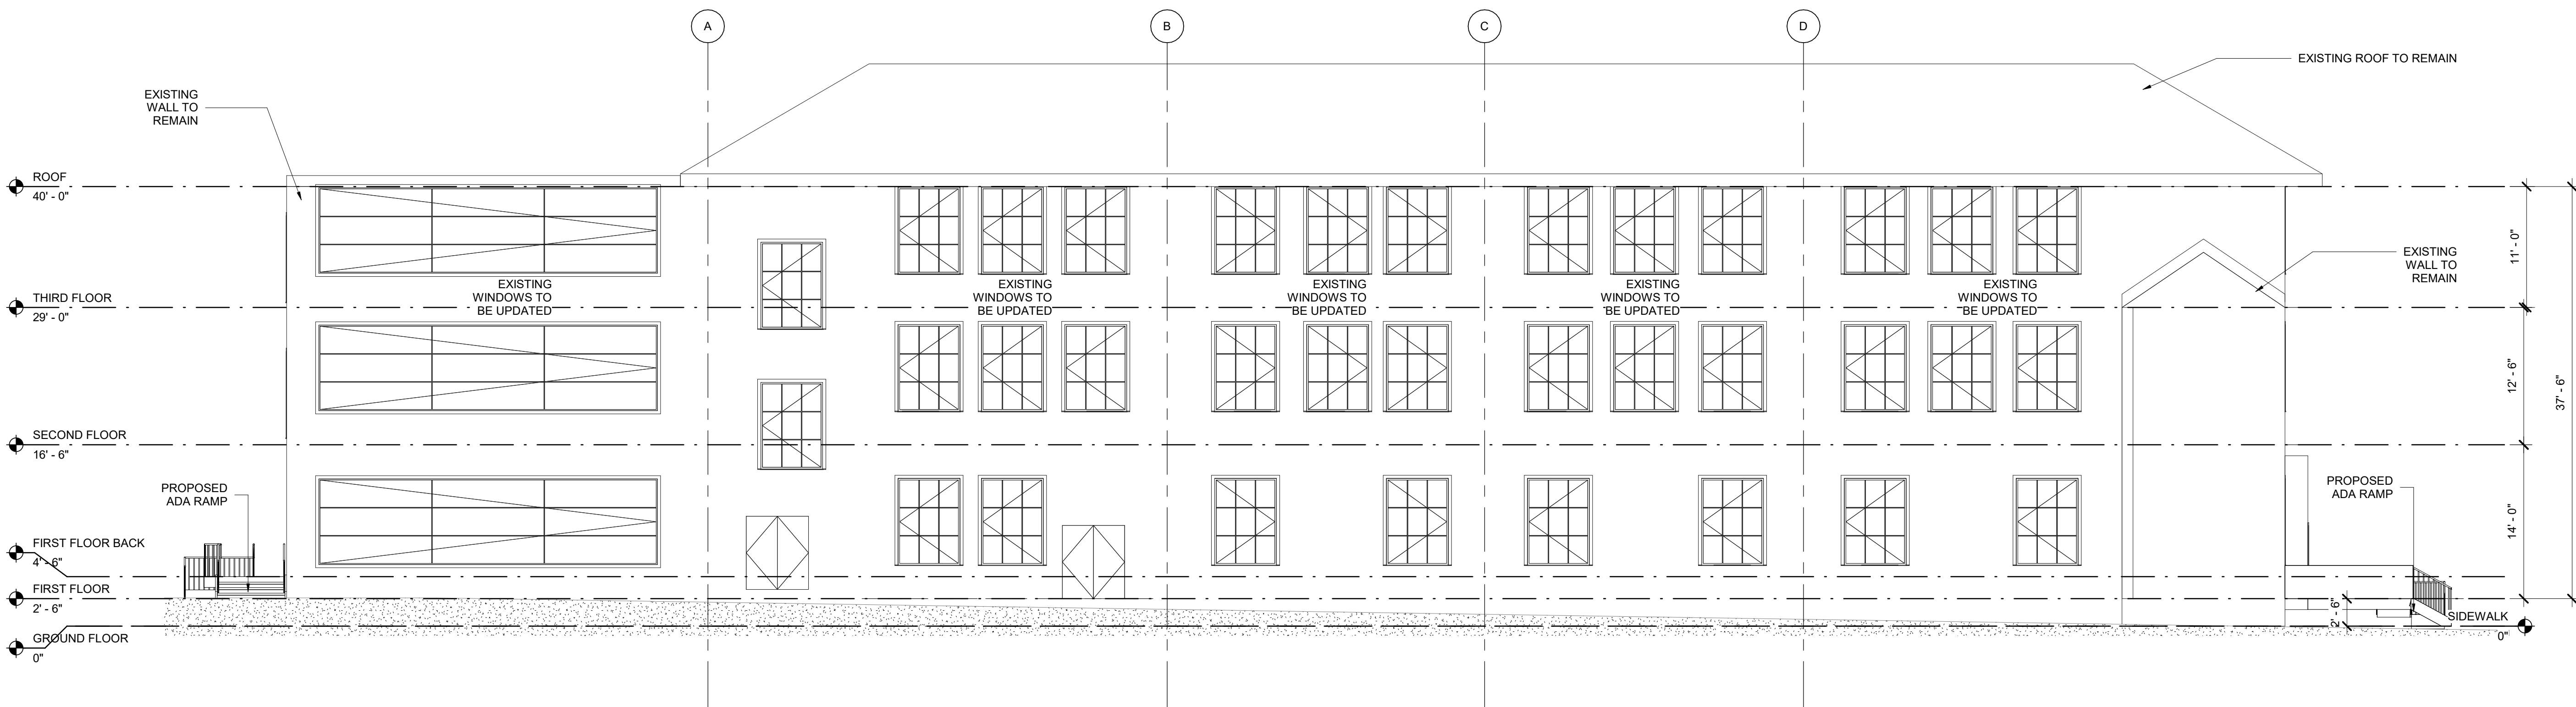 A
B
C
D
EXISTING ROOF TO REMAIN
EXISTING
WALL TO
REMAIN
ROOF
40' - 0"
11' - 0"
EXISTING
WALL TO
REMAIN
EXISTING
WINDOWS TO
BE UPDATED
EXISTING
WINDOWS TO
BE UPDATED
EXISTING
WINDOWS TO
BE UPDATED
EXISTING
WINDOWS TO
BE UPDATED
EXISTING
WINDOWS TO
BE UPDATED
THIRD FLOOR
29' - 0"
12' - 6"
37' - 6"
SECOND FLOOR
16' - 6"
PROPOSED
ADA RAMP
PROPOSED
ADA RAMP
14' - 0"
FIRST FLOOR BACK
4' - 6"
FIRST FLOOR
2' - 6"
2' - 6"
SIDEWALK
0"
GROUND FLOOR
0"